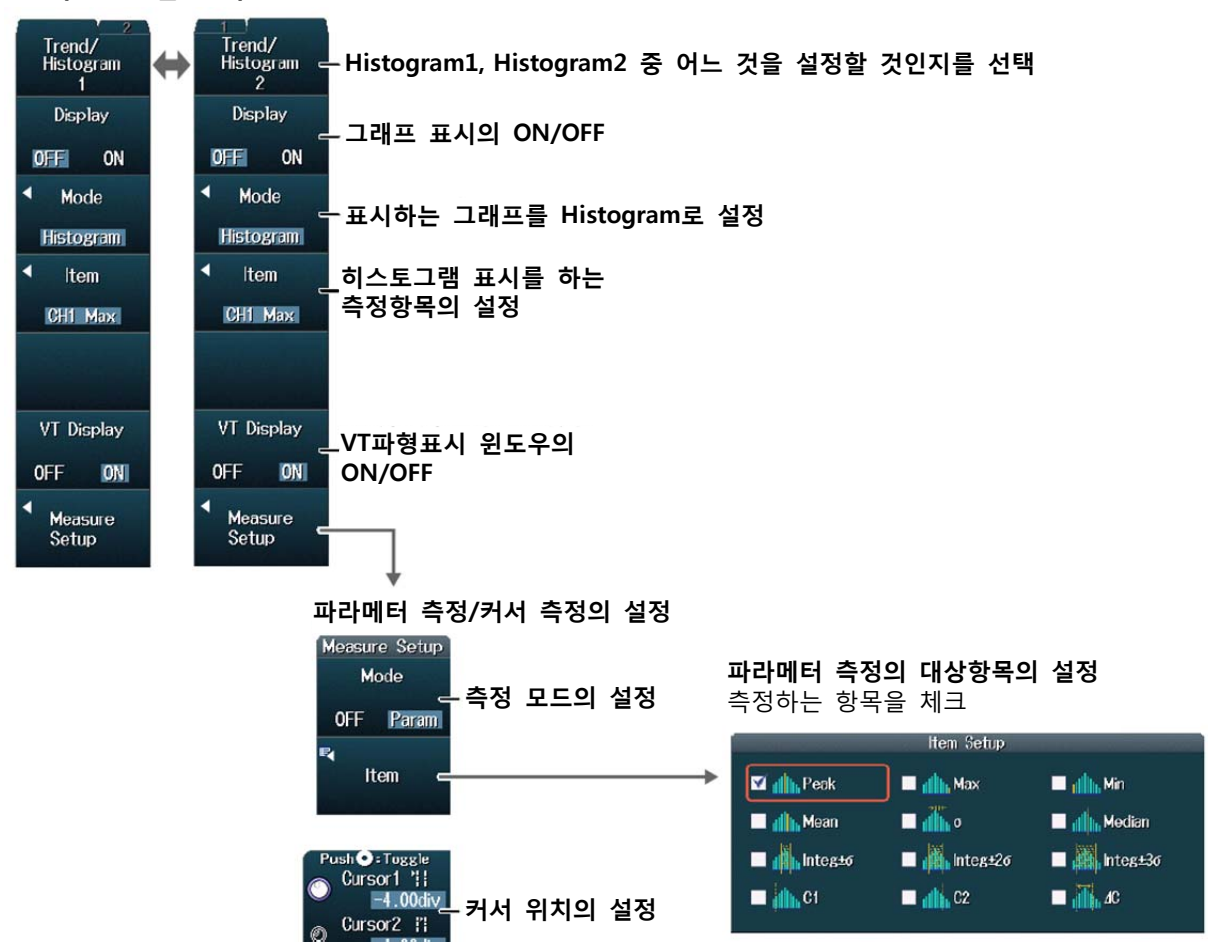 2
Trend/
Histogram
1
Display
OFF ON
Mode
Histogram
Item
CH1 Max
VT Display
OFF ON
Measure
Setup
1
Trend/
Histogram
2
Display
OFF ON
Mode
Histogram
Item
CH1 Max
VT Display
OFF ON
Measure
Setup
Histogram1, Histogram2 중 어느 것을 설정할 것인지를 선택
그래프 표시의 ON/OFF
표시하는 그래프를 Histogram로 설정
히스토그램 표시를 하는
측정항목의 설정
VT파형표시 윈도우의
ON/OFF
파라메터 측정/커서 측정의 설정
Measure Setup
Mode
OFF Param
Item
측정 모드의 설정
파라메터 측정의 대상항목의 설정
측정하는 항목을 체크
Item Setup
Peak Max Min
Mean σ Median
Integ±σ Integ±2σ Integ±3σ
C1 C2 ΔC
Push :Toggle
Cursor1
-4.00div
Cursor2
커서 위치의 설정